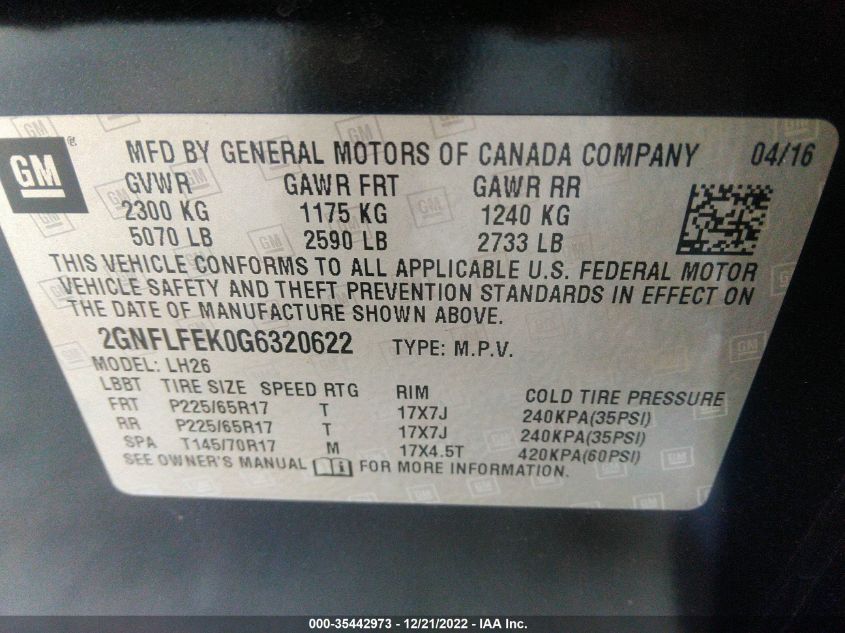 GM
MFD BY GENERAL MOTORS OF CANADA COMPANY 04/16
GVWR GAWR FRT GAWR RR
2300 KG 1175 KG 1240 KG
5070 LB 2590 LB 2733 LB
THIS VEHICLE CONFORMS TO ALL APPLICABLE U.S. FEDERAL MOTOR
VEHICLE SAFETY AND THEFT PREVENTION STANDARDS IN EFFECT ON
THE DATE OF MANUFACTURE SHOWN ABOVE.
2GNFLFEK0G6320622 TYPE: M.P.V.
MODEL: LH26
LBBT TIRE SIZE SPEED RTG RIM COLD TIRE PRESSURE
FRT P225/65R17 T 17X7J 240KPA(35PSI)
RR P225/65R17 T 17X7J 240KPA(35PSI)
SPA T145/70R17 M 17X4.5T 420KPA(60PSI)
SEE OWNER'S MANUAL FOR MORE INFORMATION.
000-35442973 - 12/21/2022 - IAA Inc.